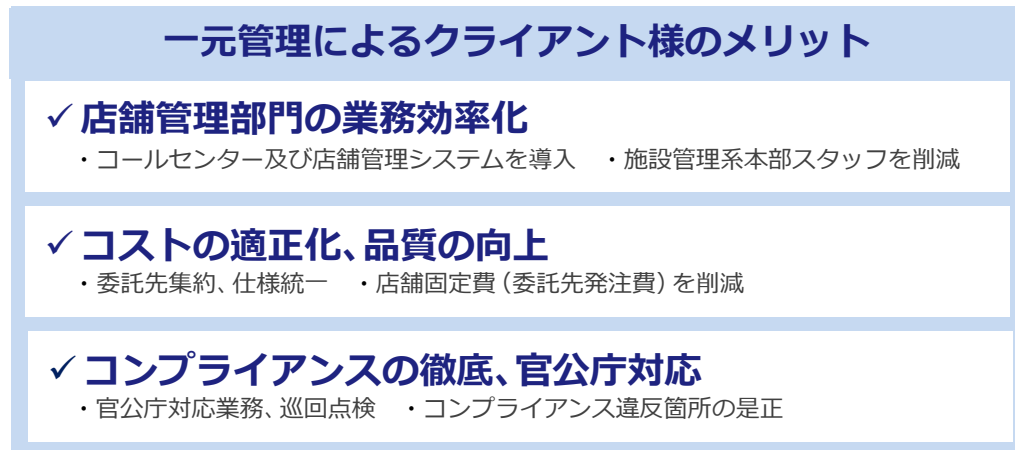 一元管理によるクライアント様のメリット
✓ 店舗管理部門の業務効率化
・コールセンター及び店舗管理システムを導入　・施設管理系本部スタッフを削減
✓ コストの適正化、品質の向上
・委託先集約、仕様統一　・店舗固定費（委託先発注費）を削減
✓ コンプライアンスの徹底、官公庁対応
・官公庁対応業務、巡回点検　・コンプライアンス違反箇所の是正